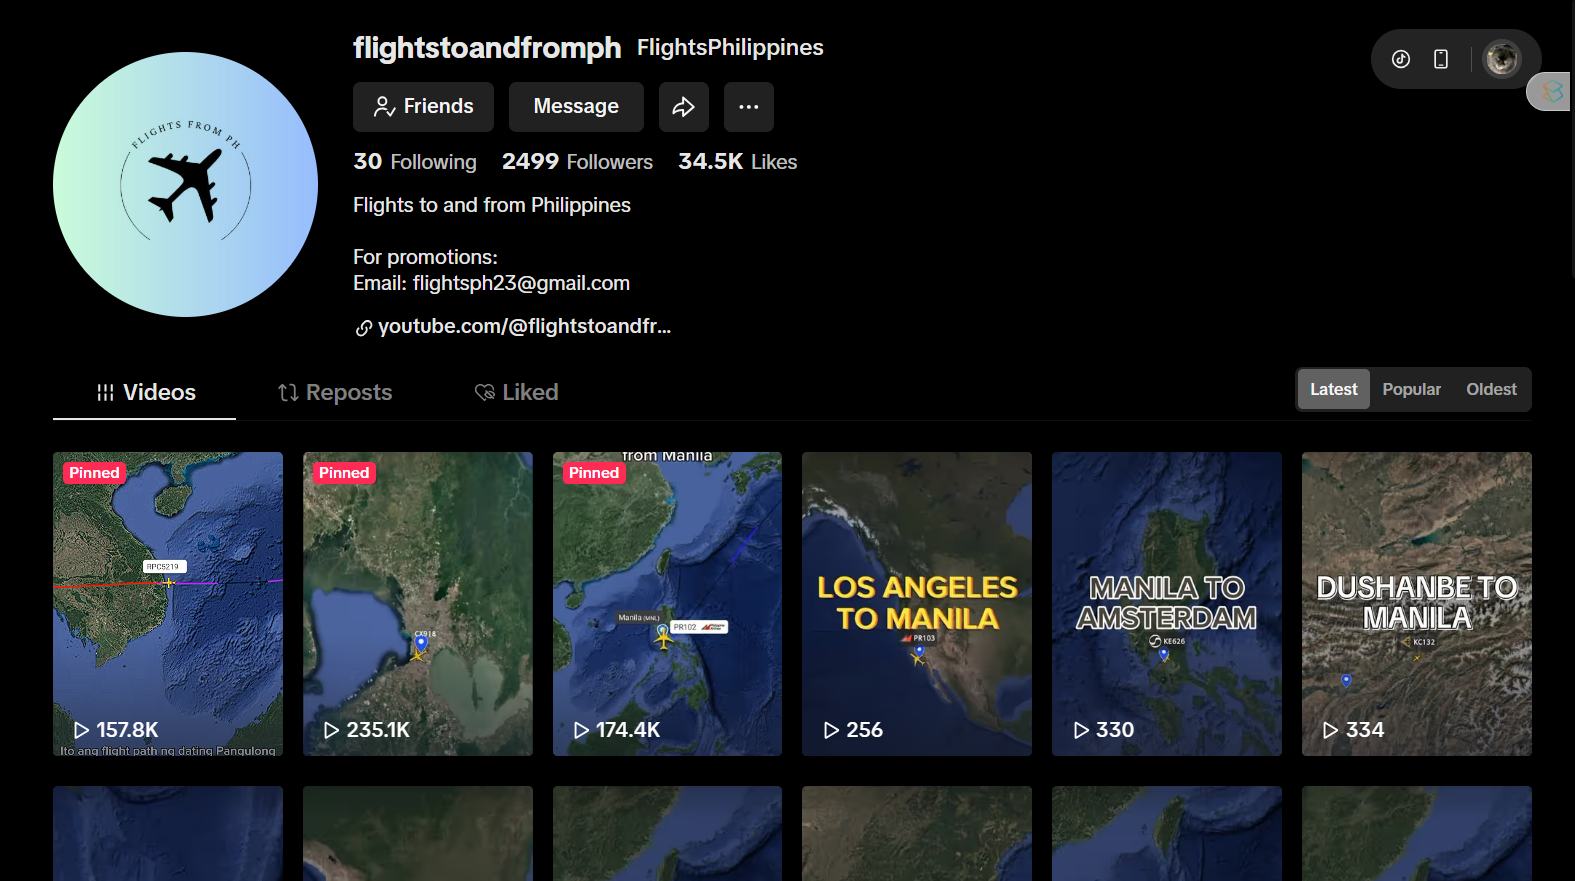 flightstoandfromph FlightsPhilippines
Friends Message
30 Following 2499 Followers 34.5K Likes
Flights to and from Philippines
For promotions:
Email: flightsph23@gmail.com
youtube.com/@flightstoandfr...
FLIGHTS FROM PH
Videos Reposts Liked
Latest Popular Oldest
Pinned
RPC5219
157.8K
Ito ang flight path ng dating Pangulong
Pinned
CX918
235.1K
from Manila
Pinned
Manila (MNL)
PR102
174.4K
LOS ANGELES
TO MANILA
PR103
256
MANILA TO
AMSTERDAM
KE626
330
DUSHANBE TO
MANILA
KC132
334